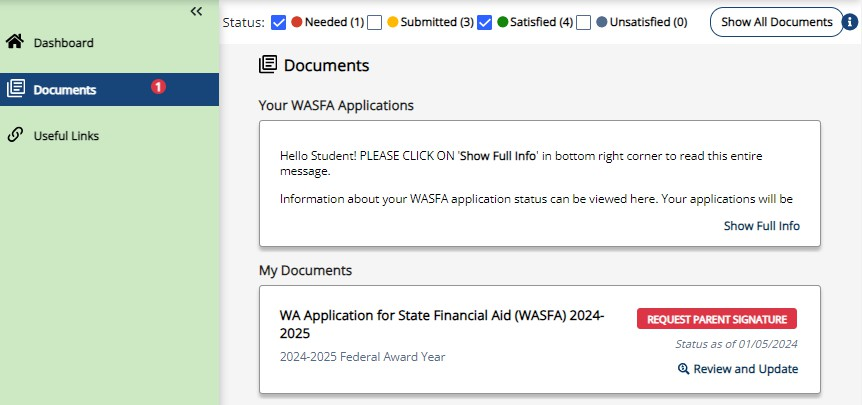 Status: Needed (1) Submitted (3) Satisfied (4) Unsatisfied (0) Show All Documents
Dashboard
Documents 1
Useful Links
Documents
Your WASFA Applications
Hello Student! PLEASE CLICK ON 'Show Full Info' in bottom right corner to read this entire
message.
Information about your WASFA application status can be viewed here. Your applications will be
Show Full Info
My Documents
WA Application for State Financial Aid (WASFA) 2024-
2025
2024-2025 Federal Award Year
REQUEST PARENT SIGNATURE
Status as of 01/05/2024
Review and Update